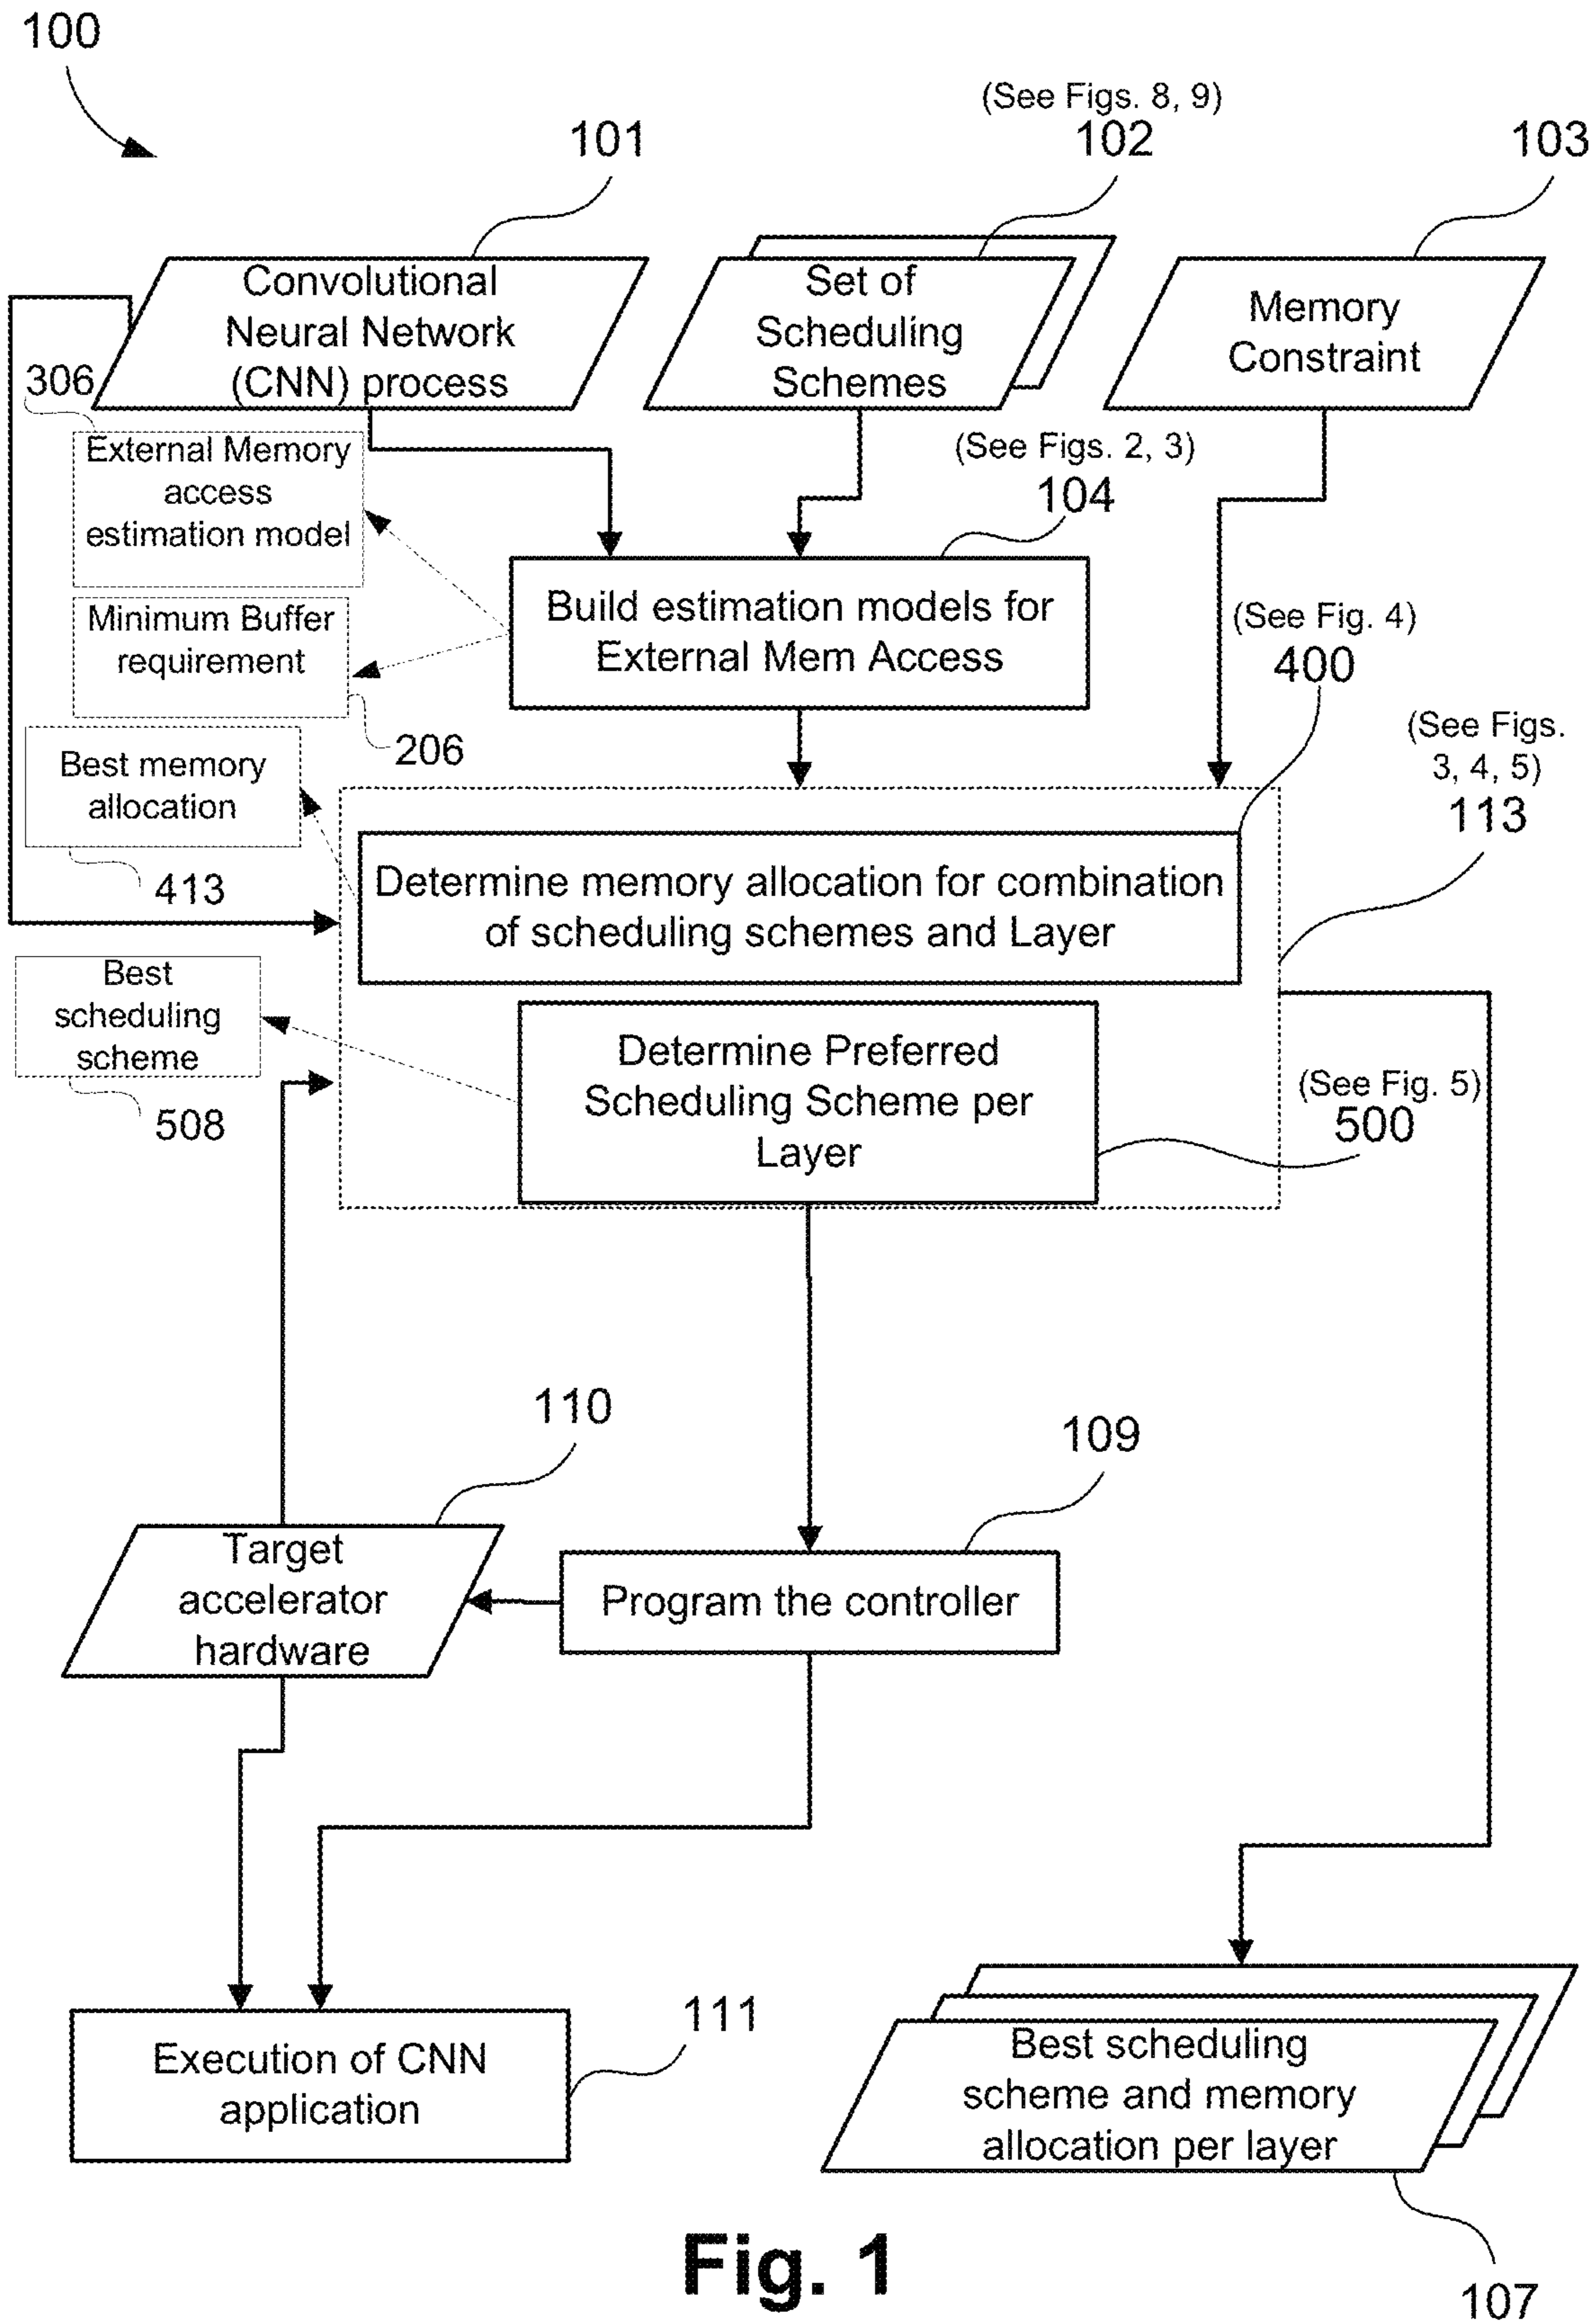 100
(See Figs. 8, 9)
101
102
103
Convolutional
Neural Network
(CNN) process
Set of
Scheduling
Schemes
Memory
Constraint
306
External Memory
access
estimation model
(See Figs. 2, 3)
104
Build estimation models for
External Mem Access
Minimum Buffer
requirement
206
(See Fig. 4)
400
(See Figs.
3, 4, 5)
113
Best memory
allocation
413
Determine memory allocation for combination
of scheduling schemes and Layer
Best
scheduling
scheme
508
Determine Preferred
Scheduling Scheme per
Layer
(See Fig. 5)
500
110
109
Target
accelerator
hardware
Program the controller
111
Execution of CNN
application
Best scheduling
scheme and memory
allocation per layer
107
Fig. 1